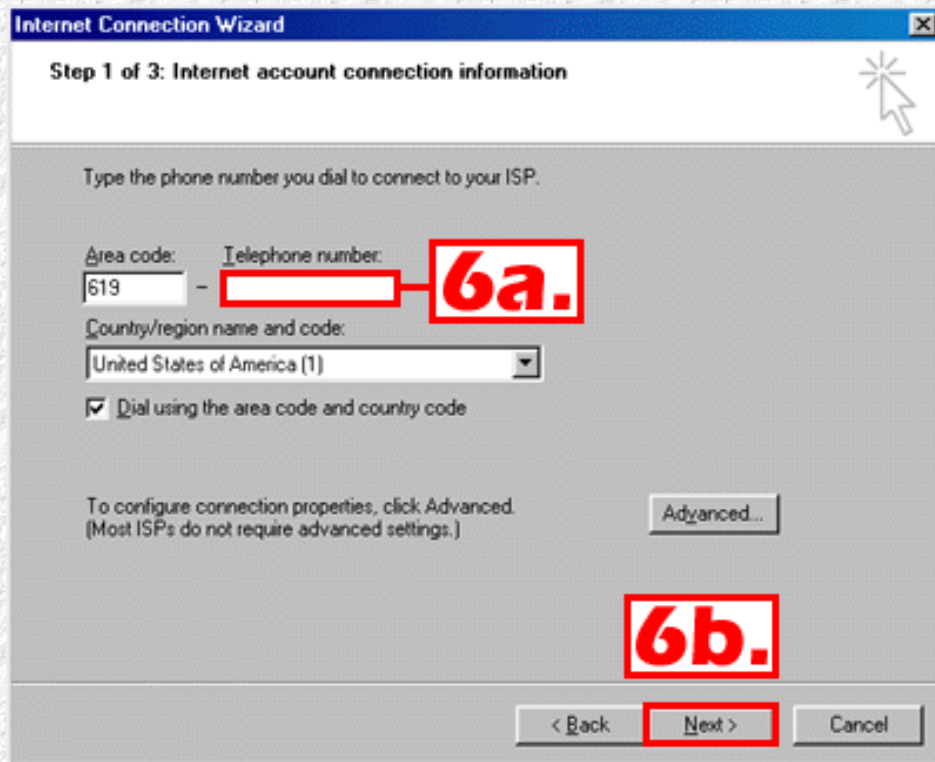 Internet Connection Wizard
Step 1 of 3: Internet account connection information
Type the phone number you dial to connect to your ISP.
Area code: Telephone number:
619 – 6a.
Country/region name and code:
United States of America (1)
Dial using the area code and country code
To configure connection properties, click Advanced.
(Most ISPs do not require advanced settings.)
Advanced...
6b.
< Back Next > Cancel